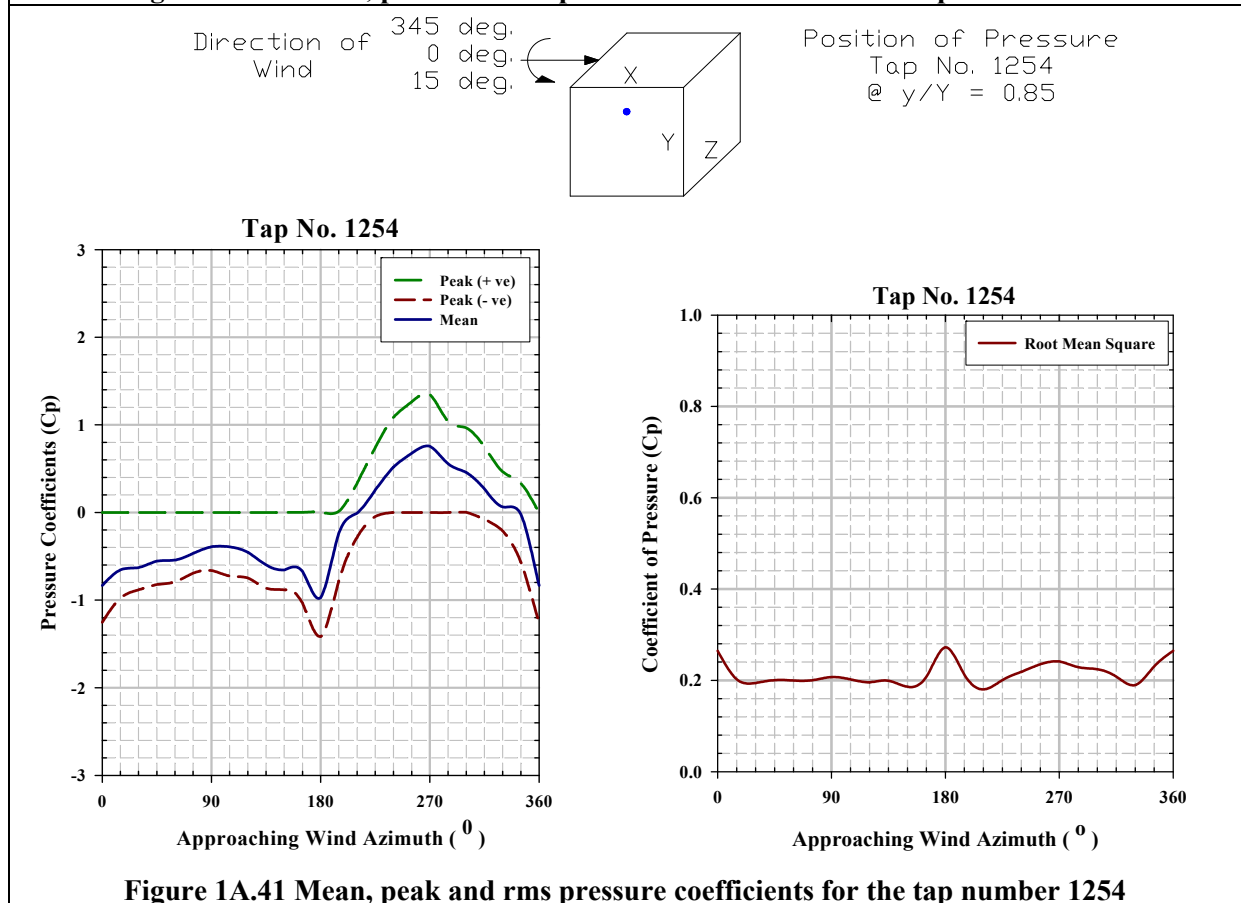 Direction of Wind
345 deg.
0 deg.
15 deg.
X
Y
Z
Position of Pressure
Tap No. 1254
@ y/Y = 0.85
Tap No. 1254
Peak (+ ve)
Peak (- ve)
Mean
Pressure Coefficients (Cp)
3
2
1
0
-1
-2
-3
0 90 180 270 360
Approaching Wind Azimuth ( 0 )
Tap No. 1254
Root Mean Square
Coefficient of Pressure (Cp)
1.0
0.8
0.6
0.4
0.2
0.0
0 90 180 270 360
Approaching Wind Azimuth ( o )
Figure 1A.41 Mean, peak and rms pressure coefficients for the tap number 1254